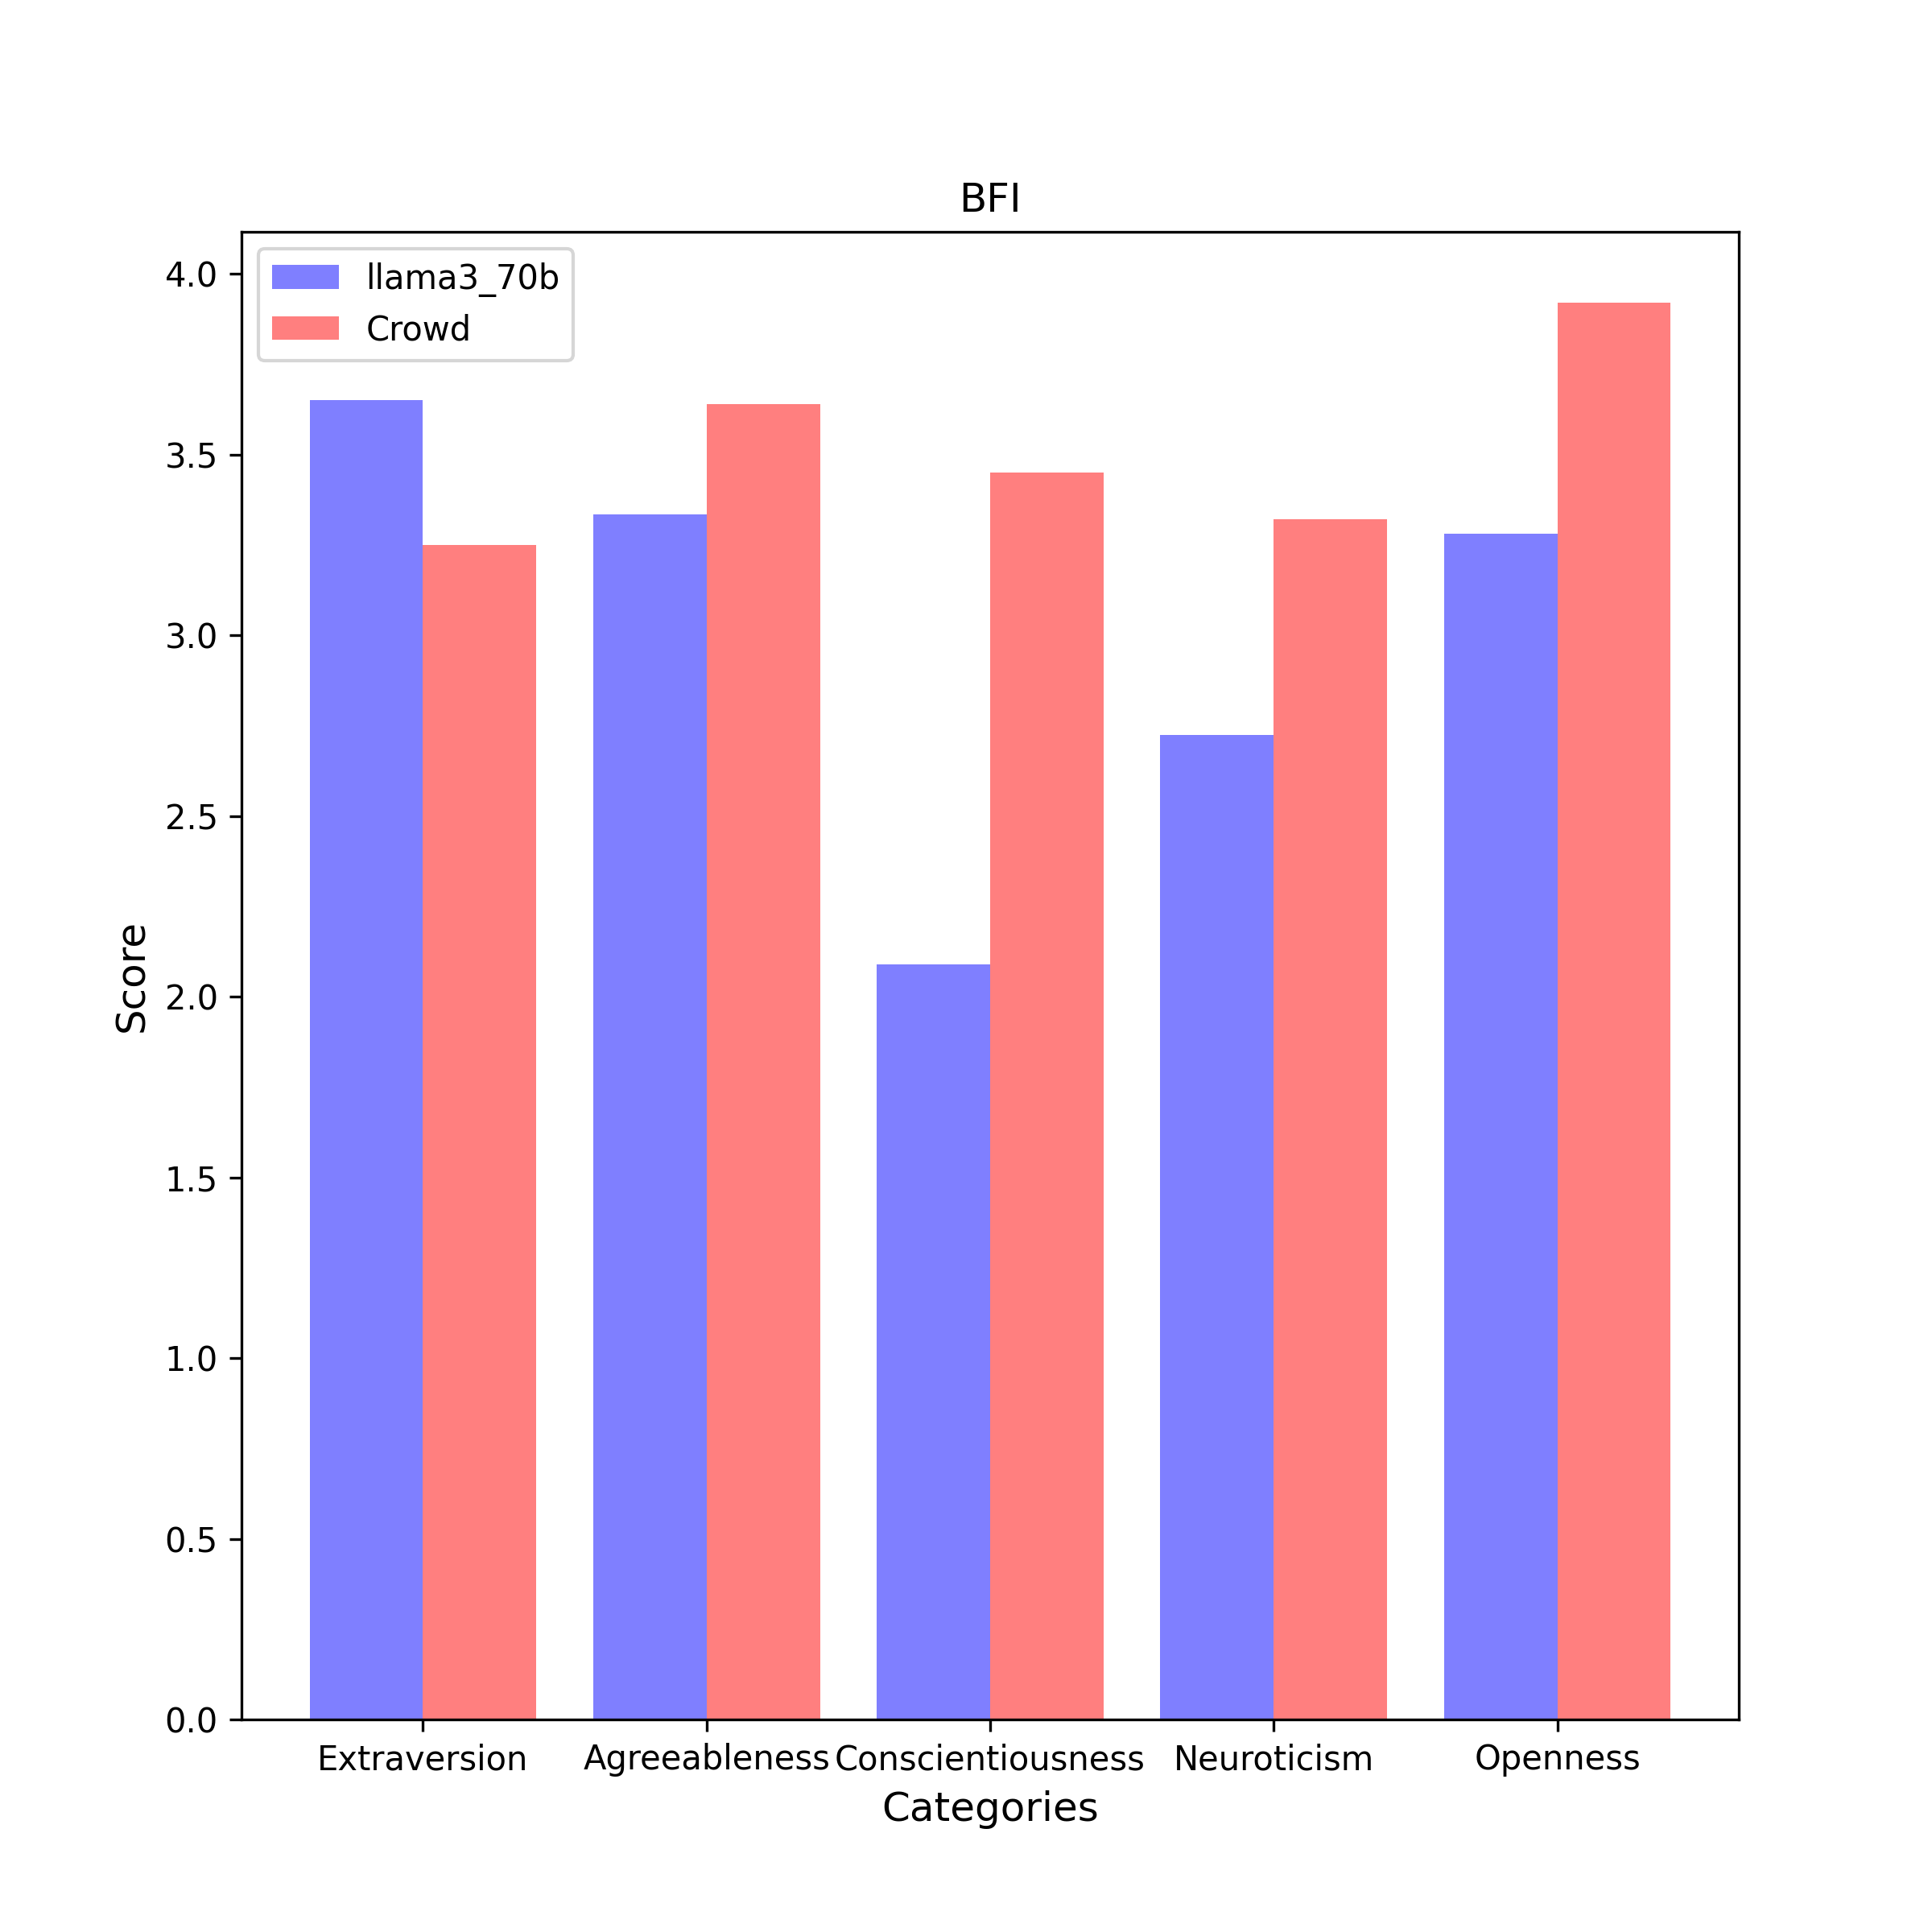 BFI
llama3_70b
Crowd
4.0
3.5
3.0
2.5
2.0
1.5
1.0
0.5
0.0
Score
Extraversion Agreeableness Conscientiousness Neuroticism Openness
Categories